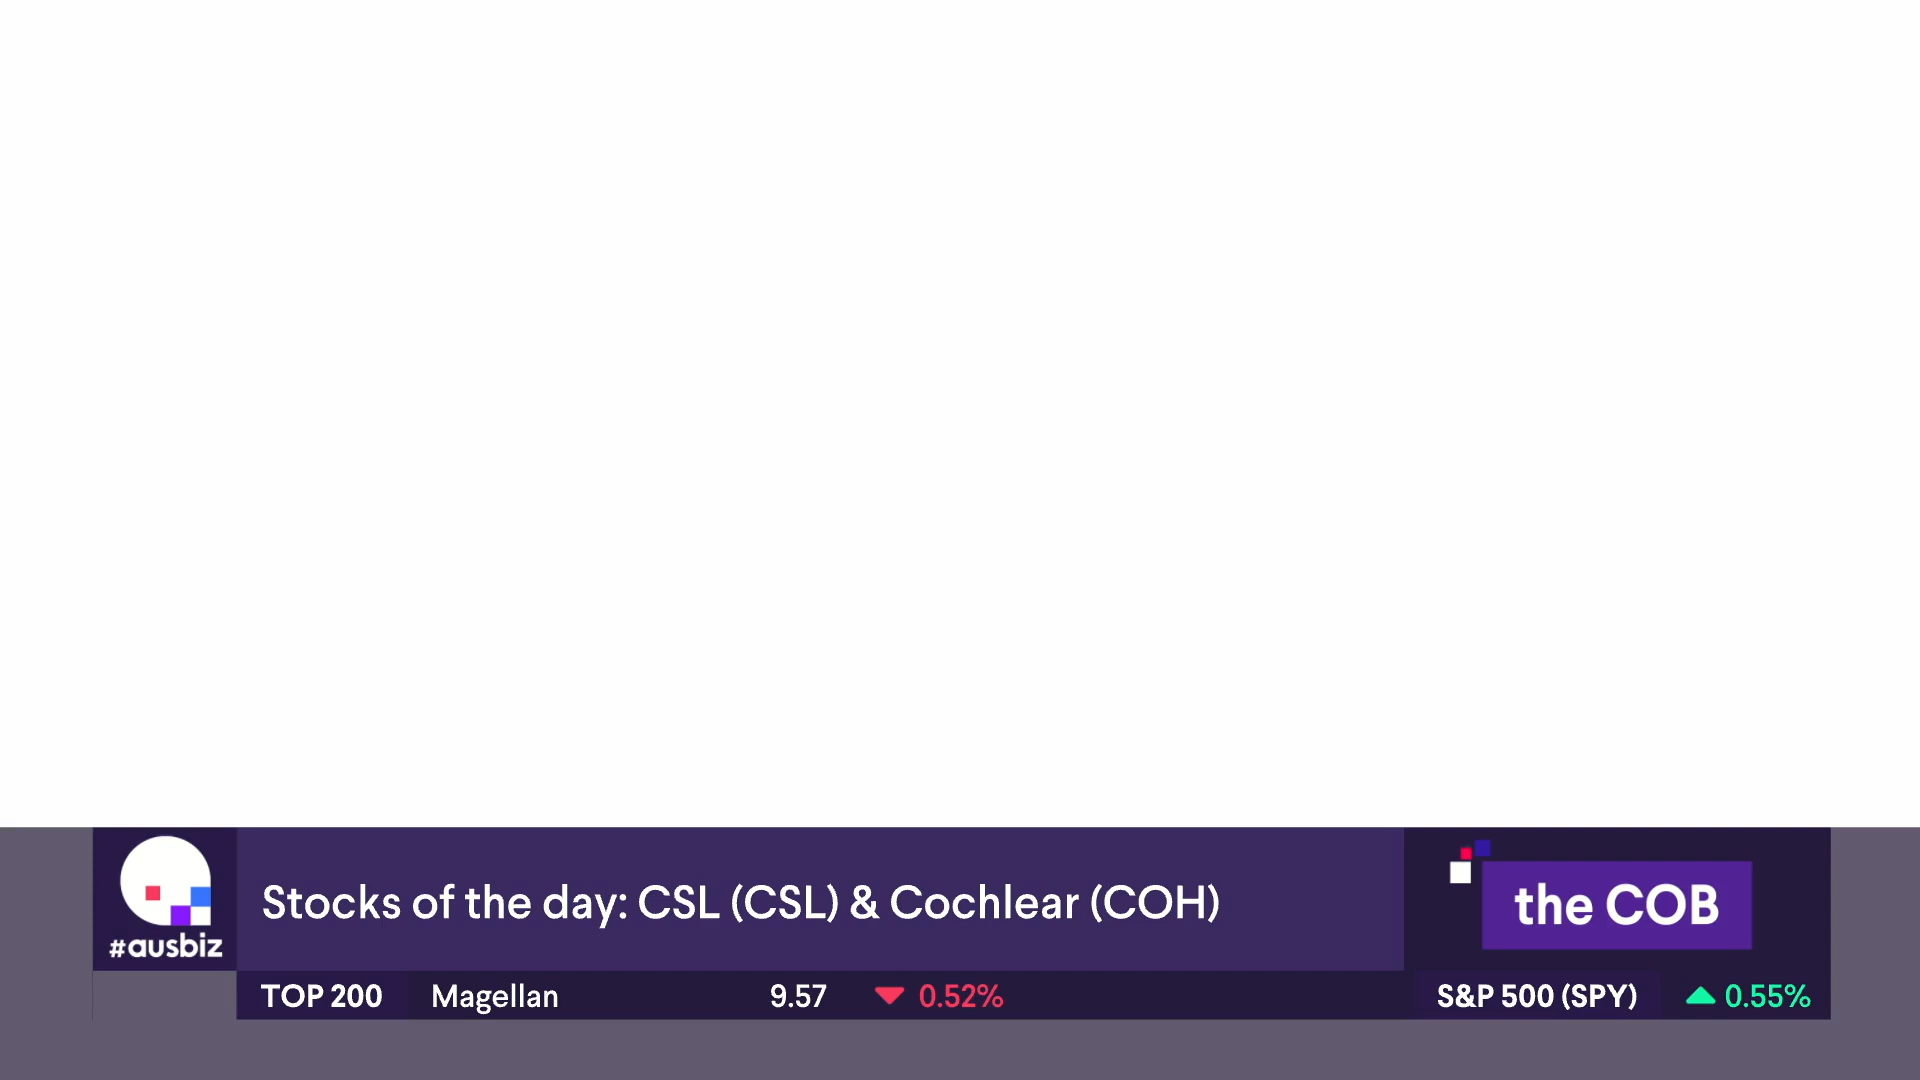 Stocks of the day: CSL (CSL) & Cochlear (COH)
the COB
#ausbiz
TOP 200 Magellan 9.57 0.52% S&P 500 (SPY) 0.55%